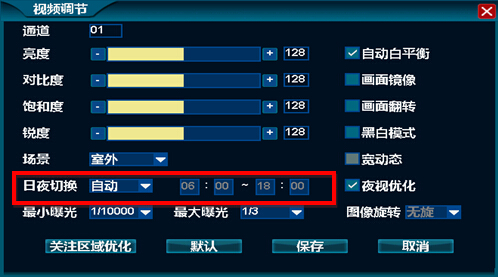 视频调节
通道 01
亮度 - + 128 自动白平衡
对比度 - + 128 画面镜像
饱和度 - + 128 画面翻转
锐度 - + 128 黑白模式
场景 室外 宽动态
日夜切换 自动 06 : 00 ~ 18 : 00 夜视优化
最小曝光 1/10000 最大曝光 1/3 图像旋转 无旋
关注区域优化 默认 保存 取消